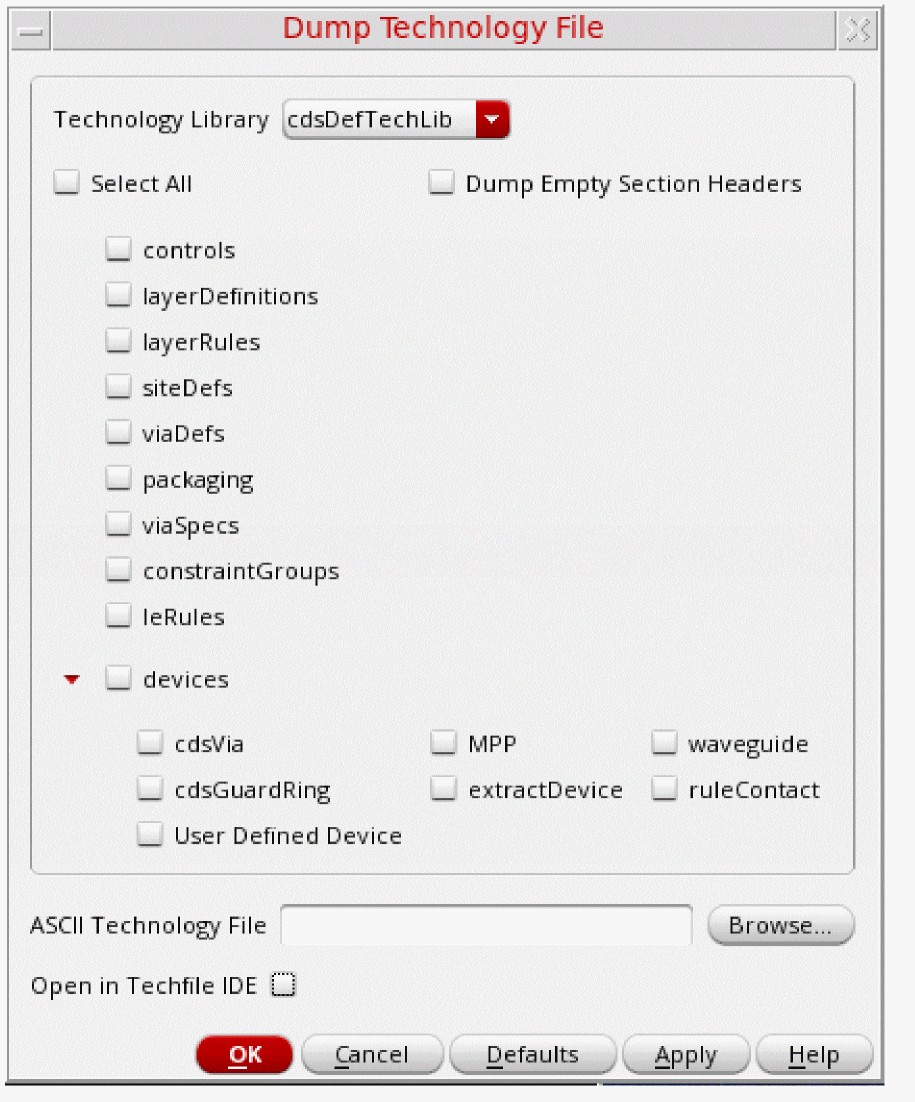 Dump Technology File
Technology Library cdsDefTechLib
Select All Dump Empty Section Headers
controls
layerDefinitions
layerRules
siteDefs
viaDefs
packaging
viaSpecs
constraintGroups
leRules
devices
cdsVia MPP waveguide
cdsGuardRing extractDevice ruleContact
User Defined Device
ASCII Technology File Browse...
Open in Techfile IDE
OK Cancel Defaults Apply Help